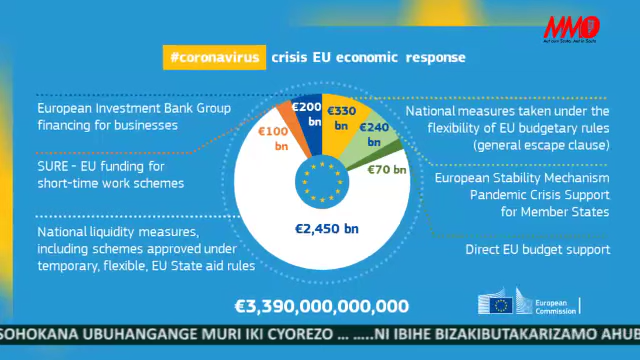 MMO
#coronavirus crisis EU economic response
European Investment Bank Group
financing for businesses
SURE - EU funding for
short-time work schemes
National liquidity measures,
including schemes approved under
temporary, flexible, EU State aid rules
€200
bn
€330
bn
€100
bn
€240
bn
€70 bn
€2,450 bn
National measures taken under the
flexibility of EU budgetary rules
(general escape clause)
European Stability Mechanism
Pandemic Crisis Support
for Member States
Direct EU budget support
€3,390,000,000,000
European
Commission
SOHOKANA UBUHANGANGE MURI IKI CYOREZO ... .....NI IBIHE BIZAKIBUTAKARIZAMO AHUB